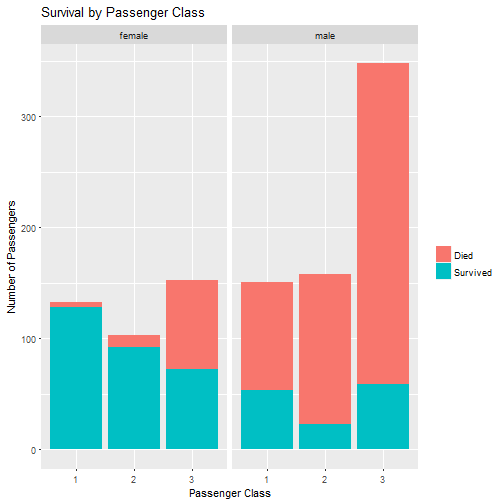 Survival by Passenger Class
female
male
300
200
100
0
Number of Passengers
1
2
3
1
2
3
Passenger Class
Died
Survived